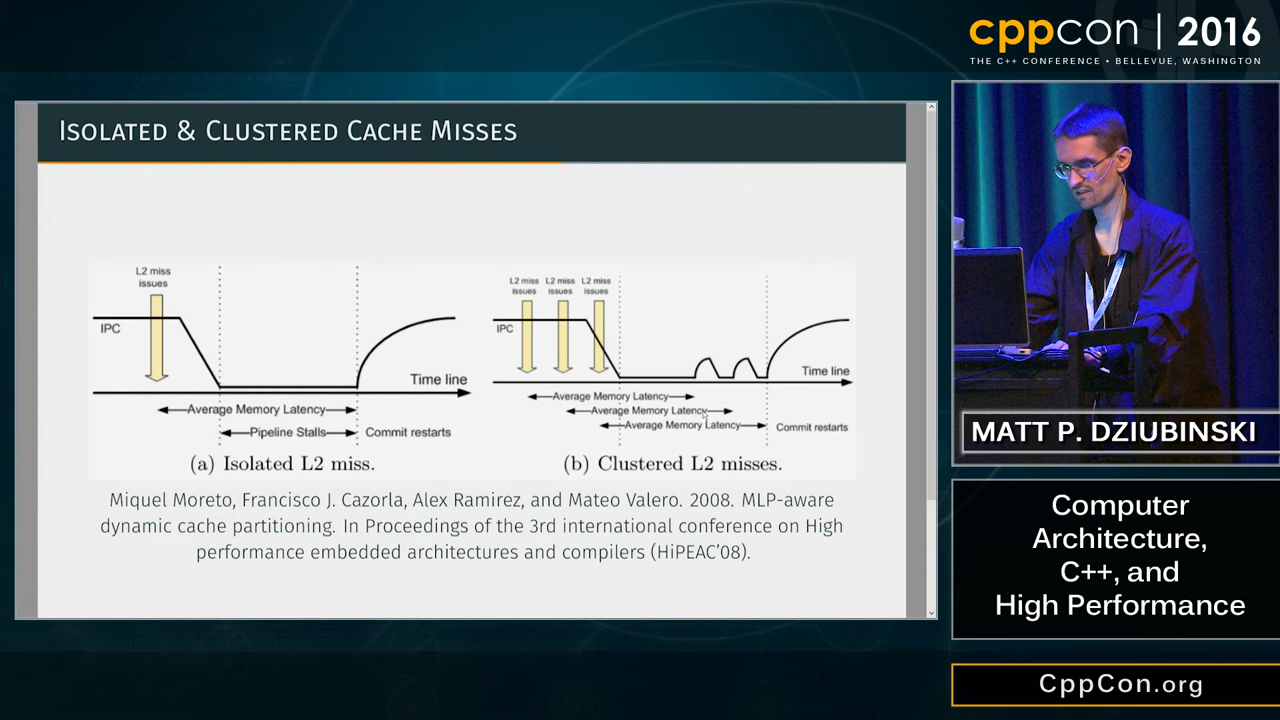 cppcon | 2016
THE C++ CONFERENCE • BELLEVUE, WASHINGTON
ISOLATED & CLUSTERED CACHE MISSES
L2 miss
issues
IPC
Time line
Average Memory Latency
Pipeline Stalls
Commit restarts
(a) Isolated L2 miss.
L2 miss L2 miss L2 miss
issues issues issues
IPC
Time line
Average Memory Latency
Average Memory Latency
Average Memory Latency
Commit restarts
(b) Clustered L2 misses.
Miquel Moreto, Francisco J. Cazorla, Alex Ramirez, and Mateo Valero. 2008. MLP-aware
dynamic cache partitioning. In Proceedings of the 3rd international conference on High
performance embedded architectures and compilers (HiPEAC'08).
MATT P. DZIUBINSKI
Computer
Architecture,
C++, and
High Performance
CppCon.org